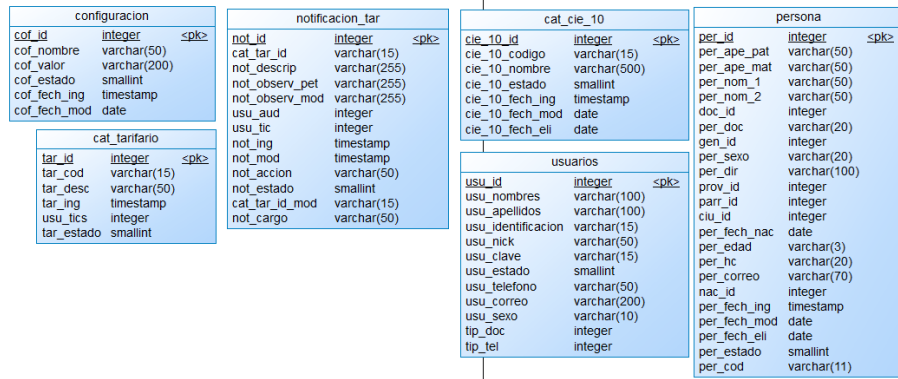 configuracion
cof_id integer <pk>
cof_nombre varchar(50)
cof_valor varchar(200)
cof_estado smallint
cof_fech_ing timestamp
cof_fech_mod date
cat_tarifario
tar_id integer <pk>
tar_cod varchar(15)
tar_desc varchar(50)
tar_ing timestamp
usu_tics integer
tar_estado smallint
notificacion_tar
not_id integer <pk>
cat_tar_id varchar(15)
not_descrip varchar(255)
not_observ_pet varchar(255)
not_observ_mod varchar(255)
usu_aud integer
usu_tic integer
not_ing timestamp
not_mod timestamp
not_accion varchar(50)
not_estado smallint
cat_tar_id_mod varchar(15)
not_cargo varchar(50)
cat_cie_10
cie_10_id integer <pk>
cie_10_codigo varchar(15)
cie_10_nombre varchar(500)
cie_10_estado smallint
cie_10_fech_ing timestamp
cie_10_fech_mod date
cie_10_fech_eli date
usuarios
usu_id integer <pk>
usu_nombres varchar(100)
usu_apellidos varchar(100)
usu_identificacion varchar(15)
usu_nick varchar(50)
usu_clave varchar(15)
usu_estado smallint
usu_telefono varchar(50)
usu_correo varchar(200)
usu_sexo varchar(10)
tip_doc integer
tip_tel integer
persona
per_id integer <pk>
per_ape_pat varchar(50)
per_ape_mat varchar(50)
per_nom_1 varchar(50)
per_nom_2 varchar(50)
doc_id integer
per_doc varchar(20)
gen_id integer
per_sexo varchar(20)
per_dir varchar(100)
prov_id integer
parr_id integer
ciu_id integer
per_fech_nac date
per_edad varchar(3)
per_hc varchar(20)
per_correo varchar(70)
nac_id integer
per_fech_ing timestamp
per_fech_mod date
per_fech_eli date
per_estado smallint
per_cod varchar(11)